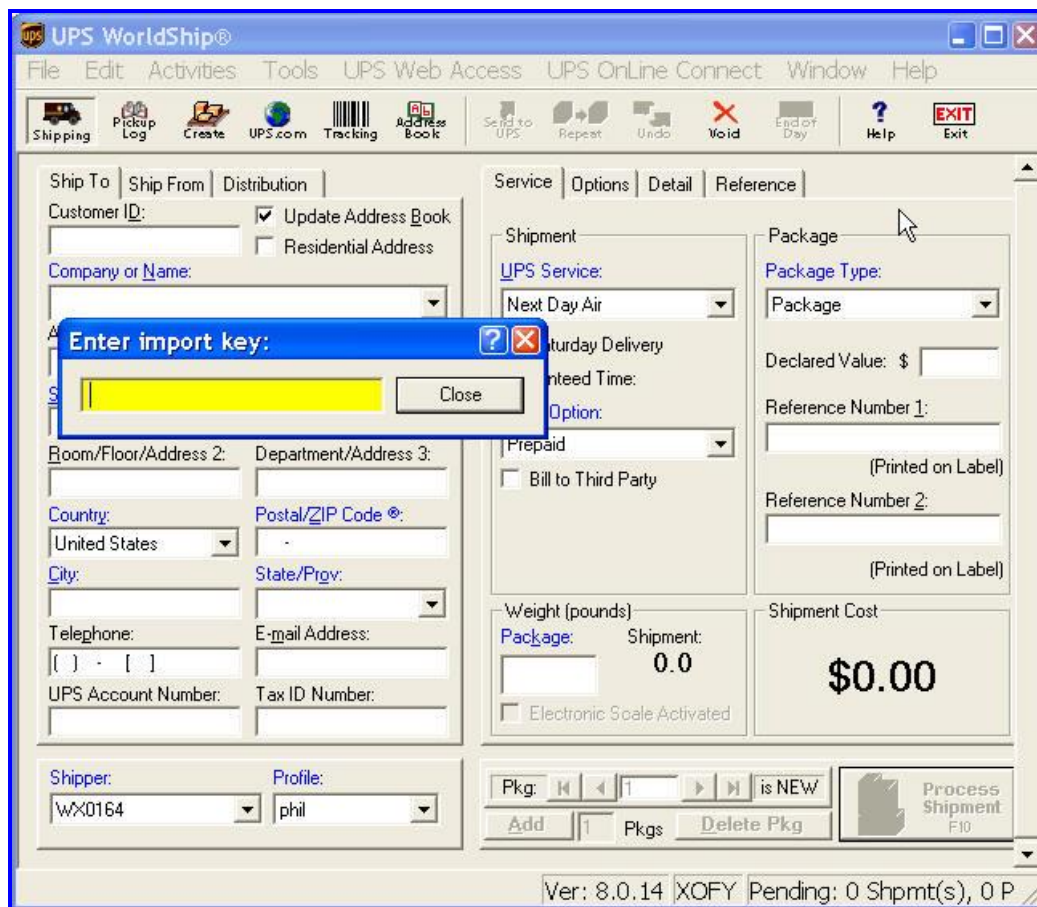 ups UPS WorldShip®
File Edit Activities Tools UPS Web Access UPS OnLine Connect Window Help
Shipping Pickup Log Create UPS.com Tracking Address Book Send to UPS Repeat Undo Void End of Day ? Help EXIT Exit
Ship To Ship From Distribution
Customer ID:
Update Address Book
Residential Address
Company or Name:
A
Enter import key:
Close
S
Room/Floor/Address 2: Department/Address 3:
Country: Postal/ZIP Code ®:
United States -
City: State/Prov:
Telephone: E-mail Address:
( ) - [ ]
UPS Account Number: Tax ID Number:
Shipper: Profile:
WX0164 phil
Service Options Detail Reference
Shipment
UPS Service:
Next Day Air
turday Delivery
nteed Time:
Option:
Prepaid
Bill to Third Party
Package
Package Type:
Package
Declared Value: $
Reference Number 1:
(Printed on Label)
Reference Number 2:
(Printed on Label)
Weight (pounds)
Package: Shipment:
0.0
Electronic Scale Activated
Shipment Cost
$0.00
Pkg: 1 is NEW
Add 1 Pkgs Delete Pkg
Process
Shipment
F10
Ver: 8.0.14 XOFY Pending: 0 Shpmt(s), 0 P